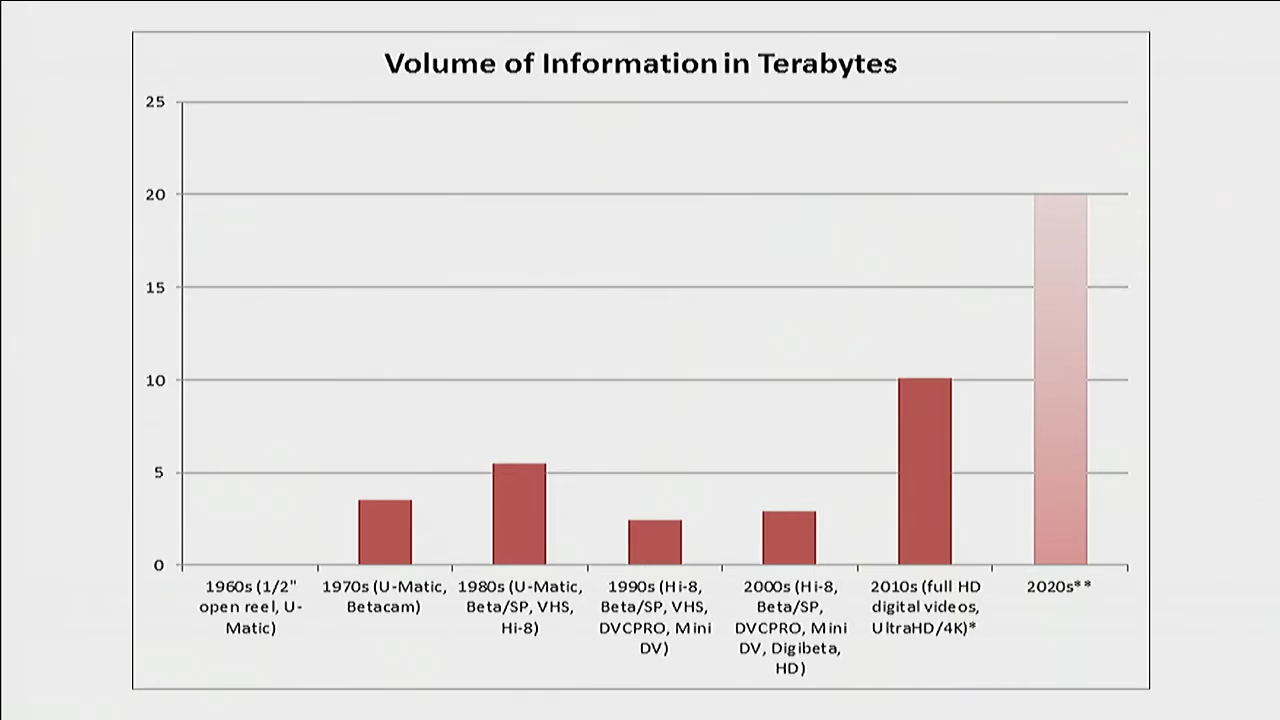 Volume of Information in Terabytes
25
20
15
10
5
0
1960s (1/2"
open reel, U-
Matic)
1970s (U-Matic,
Betacam)
1980s (U-Matic,
Beta/SP, VHS,
Hi-8)
1990s (Hi-8,
Beta/SP, VHS,
DVCPRO, Mini
DV)
2000s (Hi-8,
Beta/SP,
DVCPRO, Mini
DV, Digibeta,
HD)
2010s (full HD
digital videos,
UltraHD/4K)*
2020s**